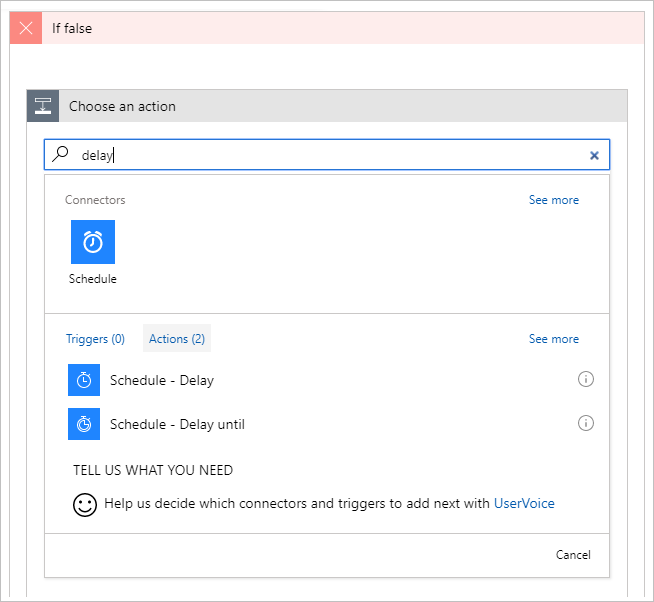 If false
Choose an action
delay
Connectors See more
Schedule
Triggers (0) Actions (2) See more
Schedule - Delay
Schedule - Delay until
TELL US WHAT YOU NEED
Help us decide which connectors and triggers to add next with UserVoice
Cancel